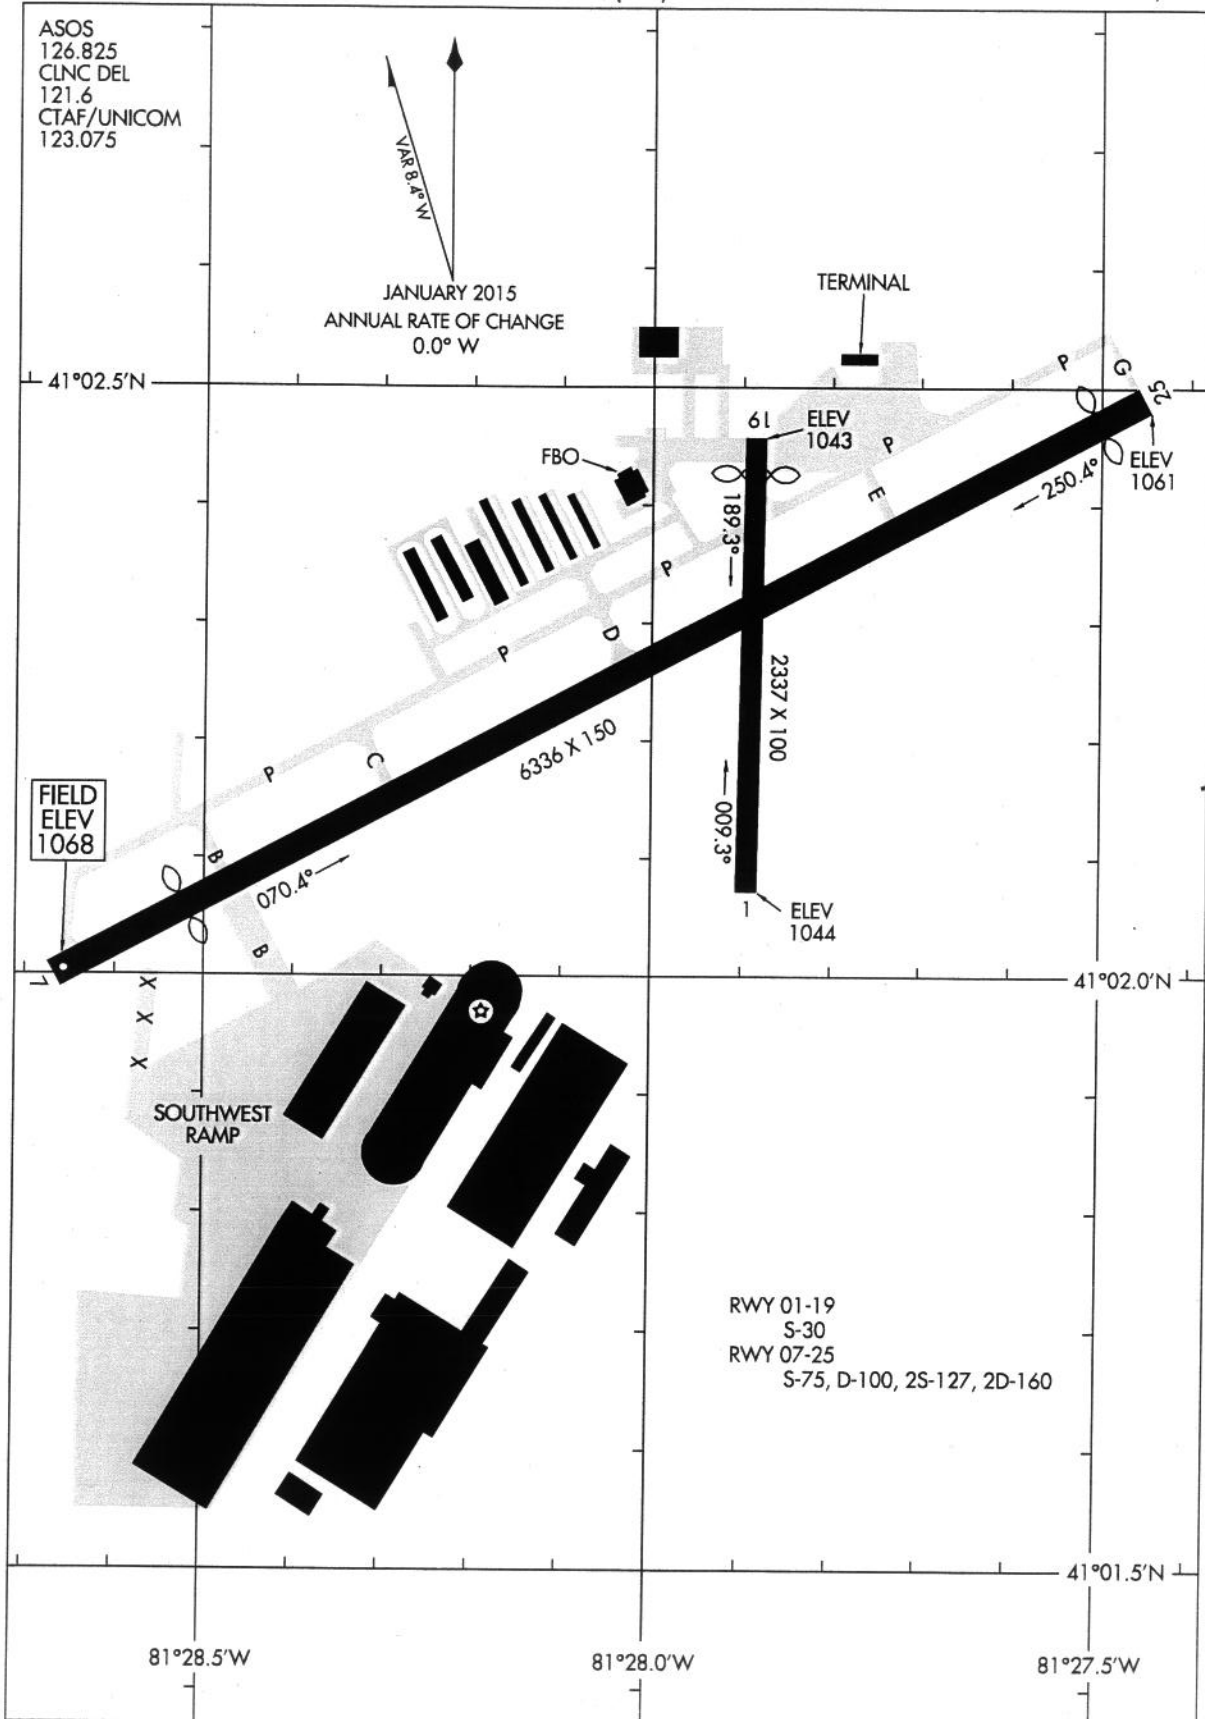 ASOS
126.825
CLNC DEL
121.6
CTAF/UNICOM
123.075
VAR 8.4° W
JANUARY 2015
ANNUAL RATE OF CHANGE
0.0° W
TERMINAL
41°02.5'N
P
G
25
19
ELEV
1043
P
FBO
ELEV
1061
250.4°
E
189.3°
P
D
P
2337 X 100
6336 X 150
C
P
FIELD
ELEV
1068
009.3°
B
070.4°
1
ELEV
1044
B
7
X
X
X
41°02.0'N
SOUTHWEST
RAMP
RWY 01-19
S-30
RWY 07-25
S-75, D-100, 2S-127, 2D-160
41°01.5'N
81°28.5'W
81°28.0'W
81°27.5'W